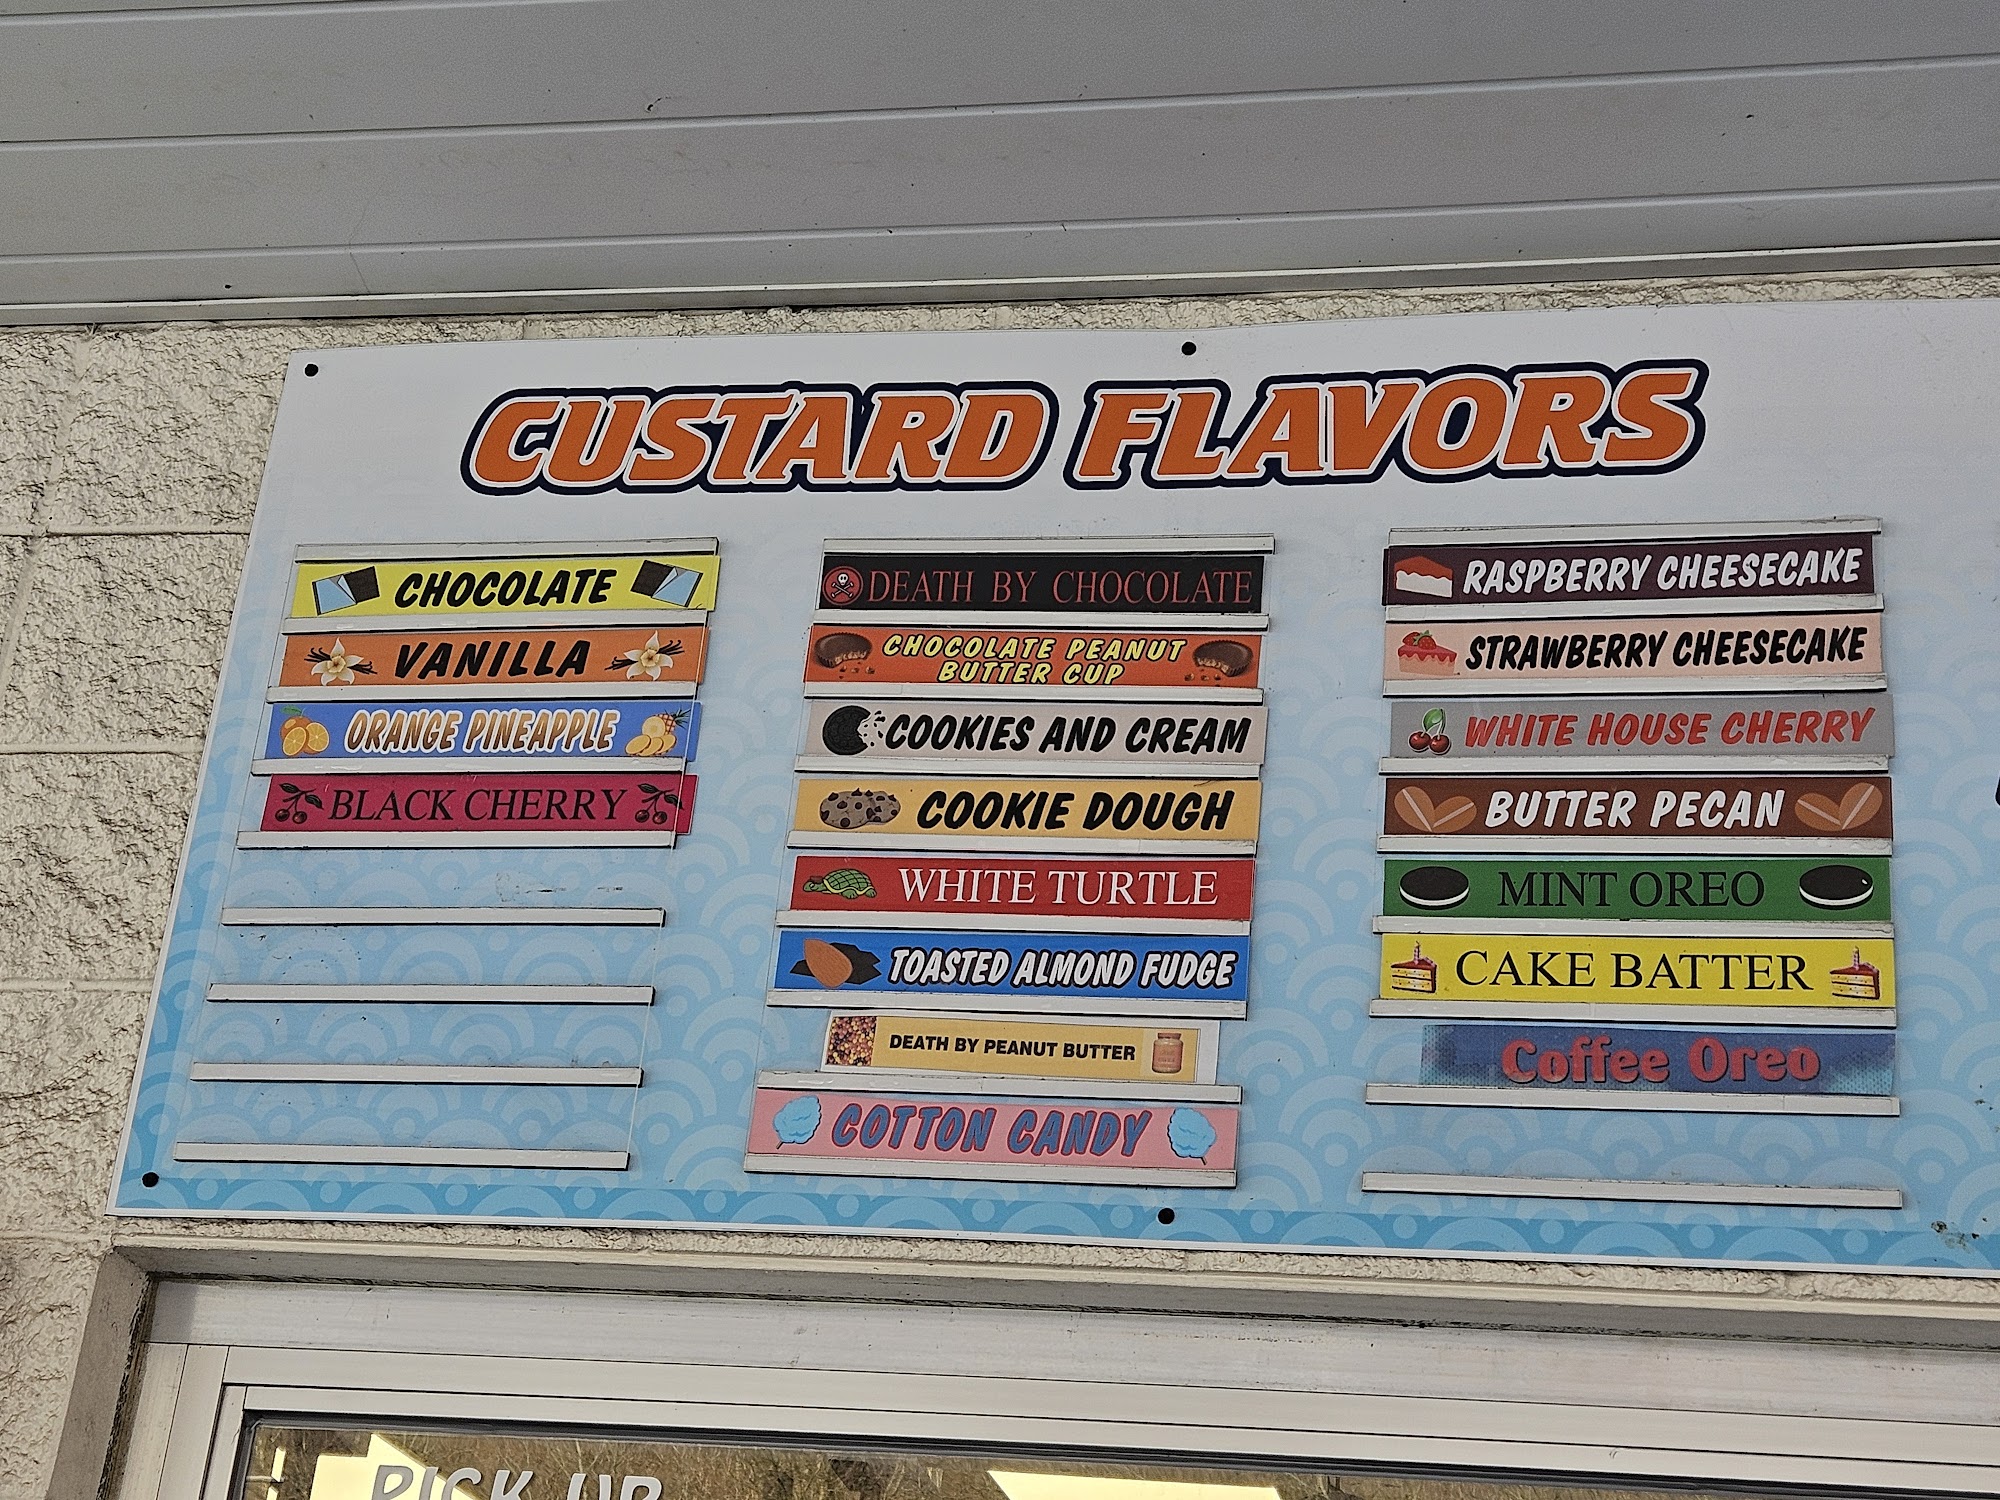 CUSTARD FLAVORS
CHOCOLATE
VANILLA
ORANGE PINEAPPLE
BLACK CHERRY
DEATH BY CHOCOLATE
CHOCOLATE PEANUT
BUTTER CUP
COOKIES AND CREAM
COOKIE DOUGH
WHITE TURTLE
TOASTED ALMOND FUDGE
DEATH BY PEANUT BUTTER
COTTON CANDY
RASPBERRY CHEESECAKE
STRAWBERRY CHEESECAKE
WHITE HOUSE CHERRY
BUTTER PECAN
MINT OREO
CAKE BATTER
Coffee Oreo
PICK UP